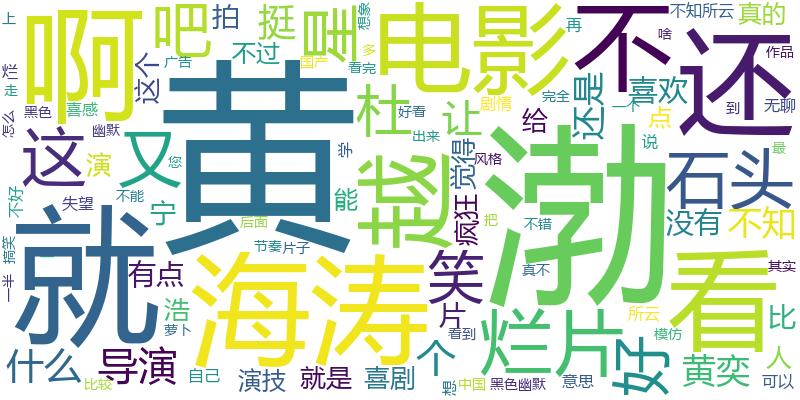 上
啊
吧
拍
挺
星
电影
不
还
不知所云
真的
想象
多
再
啥
不过
这个
广告
国产
看完
作品
烂
走
黑色
喜感
杜
好看
让
剧情
完全
一个
喜欢
到
无聊
怎么
幽默
黄
出来
给
还是
点
这
演
又
您
学
越
觉得
风格
渤
说
最
石头
不好
失望
不能
宁
能
后面
疯狂
把
不错
没有
不知
搞笑
就
节奏
片子
真不
看
其实
一半
有点
海涛
笑
浩
片
烂片
所云
比
萝卜
看到
模仿
什么
导演
自己
个
好
黄奕
人
比较
演技
就是
喜剧
想
中国
黑色幽默
意思
可以